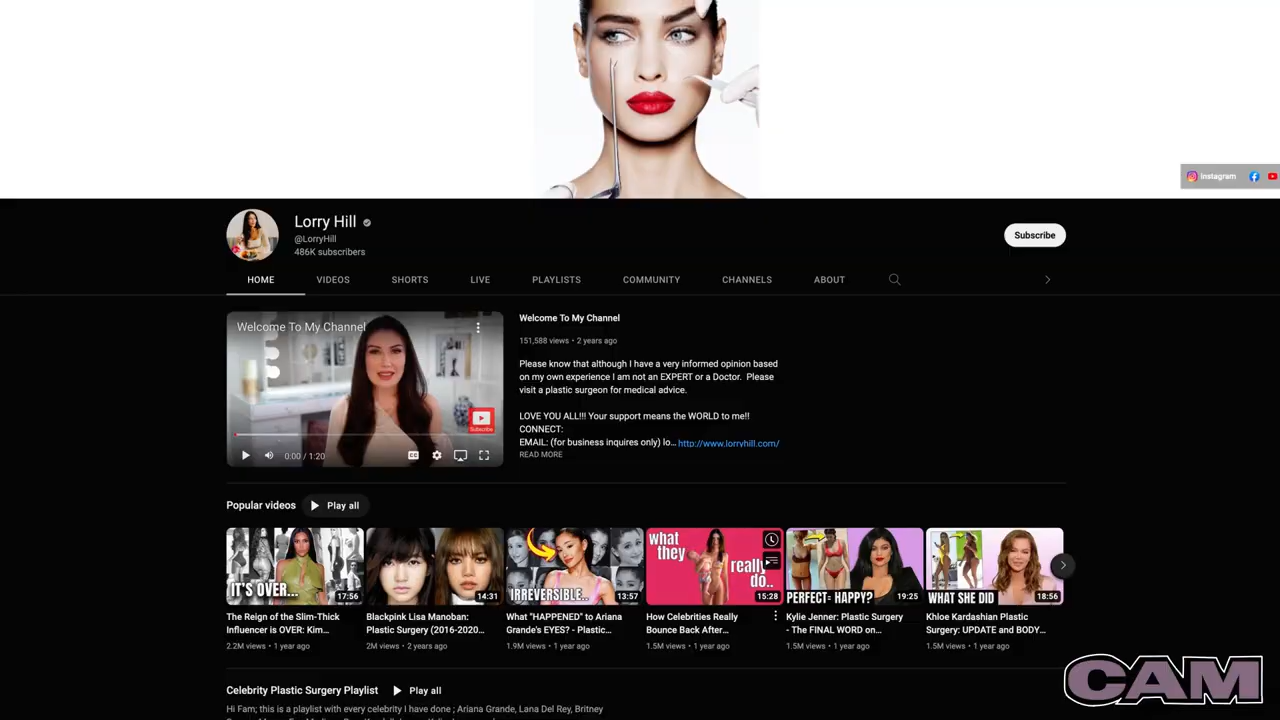 Instagram
Lorry Hill
@LorryHill
486K subscribers
Subscribe
HOME VIDEOS SHORTS LIVE PLAYLISTS COMMUNITY CHANNELS ABOUT
Welcome To My Channel
Subscribe
0:00 / 1:20
Welcome To My Channel
151,588 views • 2 years ago
Please know that although I have a very informed opinion based
on my own experience I am not an EXPERT or a Doctor. Please
visit a plastic surgeon for medical advice.
LOVE YOU ALL!!! Your support means the WORLD to me!!
CONNECT:
EMAIL: (for business inquires only) lo... http://www.lorryhill.com/
READ MORE
Popular videos Play all
IT'S OVER...
17:56
The Reign of the Slim-Thick
Influencer is OVER: Kim...
2.2M views • 1 year ago
14:31
Blackpink Lisa Manoban:
Plastic Surgery (2016-2020...
2M views • 2 years ago
IRREVERSIBLE...
13:57
What "HAPPENED" to Ariana
Grande's EYES? - Plastic...
1.9M views • 1 year ago
what
they
really
do..
15:28
How Celebrities Really
Bounce Back After...
1.5M views • 1 year ago
PERFECT= HAPPY?
19:25
Kylie Jenner: Plastic Surgery
- The FINAL WORD on...
1.5M views • 1 year ago
WHAT SHE DID
18:56
Khloe Kardashian Plastic
Surgery: UPDATE and BODY...
1.5M views • 1 year ago
CAM
Celebrity Plastic Surgery Playlist Play all
Hi Fam; this is a playlist with every celebrity I have done ; Ariana Grande, Lana Del Rey, Britney